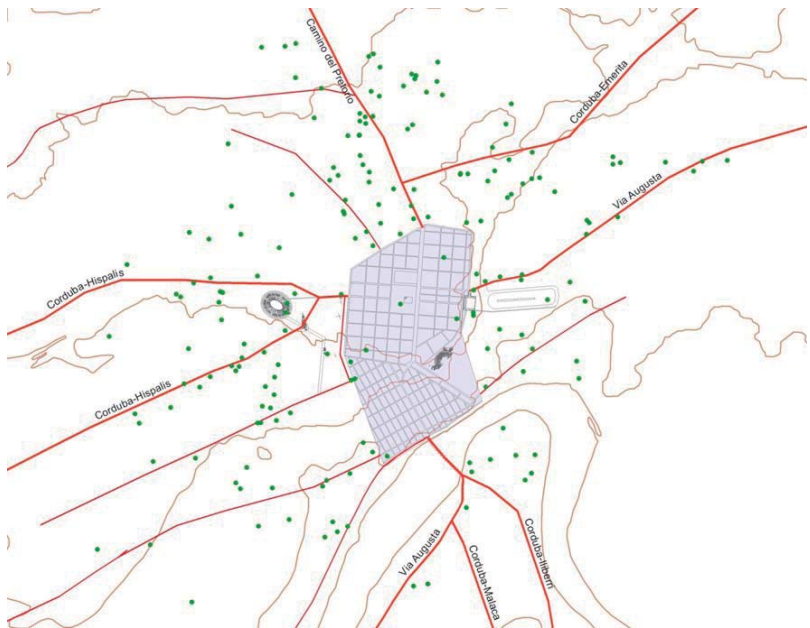 Camino del Pretorio
Corduba-Emerita
Via Augusta
Corduba-Hispalis
Corduba-Hispalis
Via Augusta
Corduba-Malaca
Corduba-Iliberri